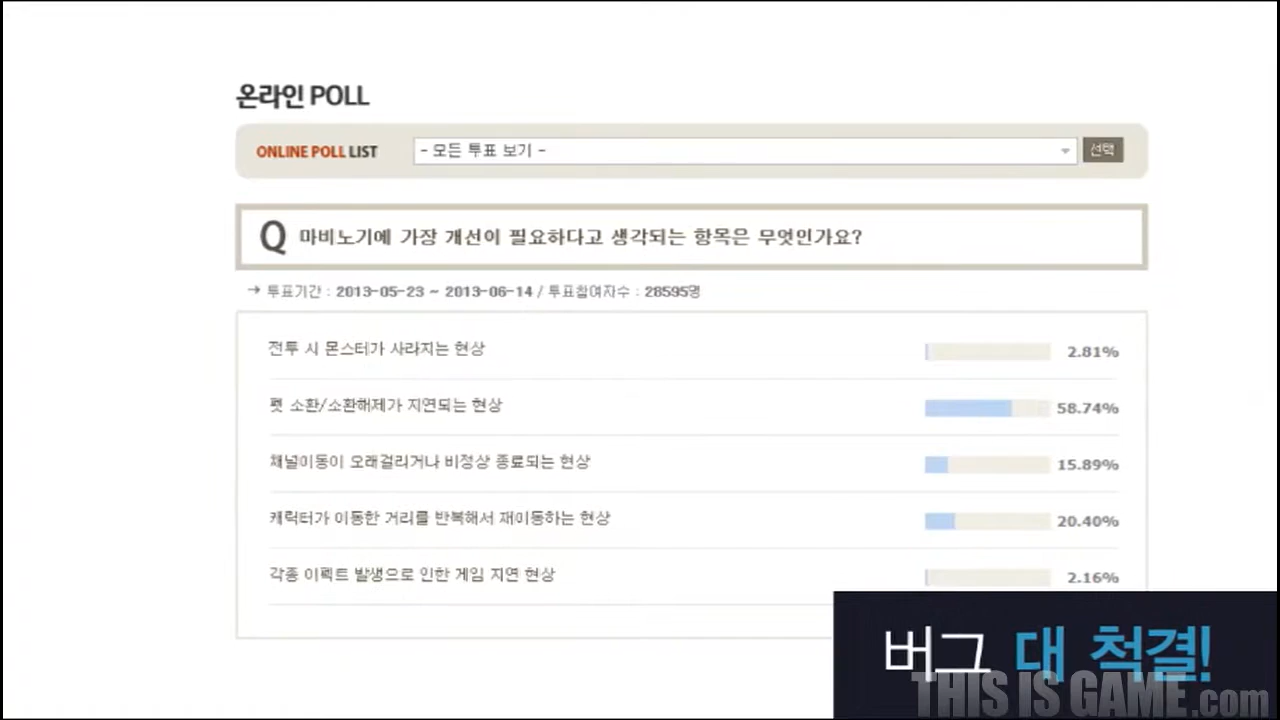 온라인 POLL
ONLINE POLL LIST - 모든 투표 보기 - 선택
Q 마비노기에 가장 개선이 필요하다고 생각되는 항목은 무엇인가요?
→ 투표기간 : 2013-05-23 ~ 2013-06-14 / 투표참여자수 : 28595명
전투 시 몬스터가 사라지는 현상 2.81%
펫 소환/소환해제가 지연되는 현상 58.74%
채널이동이 오래걸리거나 비정상 종료되는 현상 15.89%
캐릭터가 이동한 거리를 반복해서 재이동하는 현상 20.40%
각종 이펙트 발생으로 인한 게임 지연 현상 2.16%
버그 대 척결!
THIS IS GAME.com